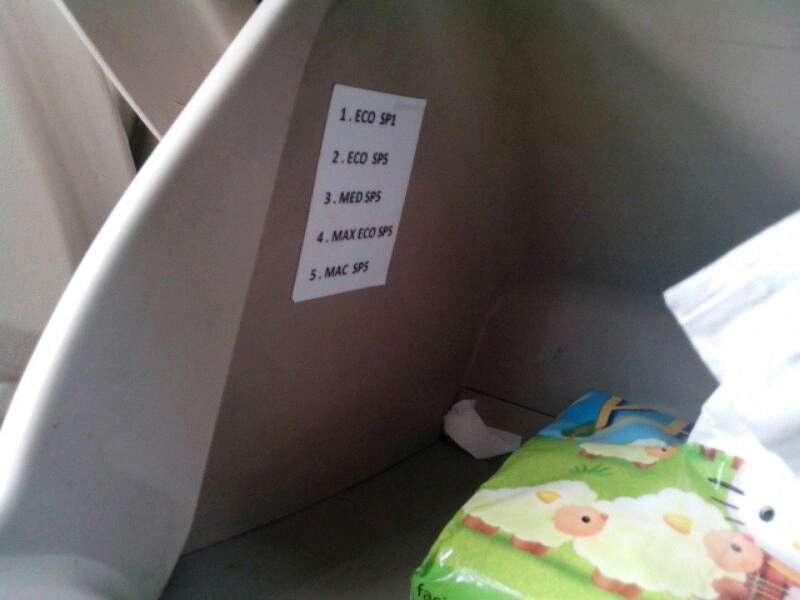 1. ECO SP1
2. ECO SP5
3. MED SP5
4. MAX ECO SP5
5. MAC SP5